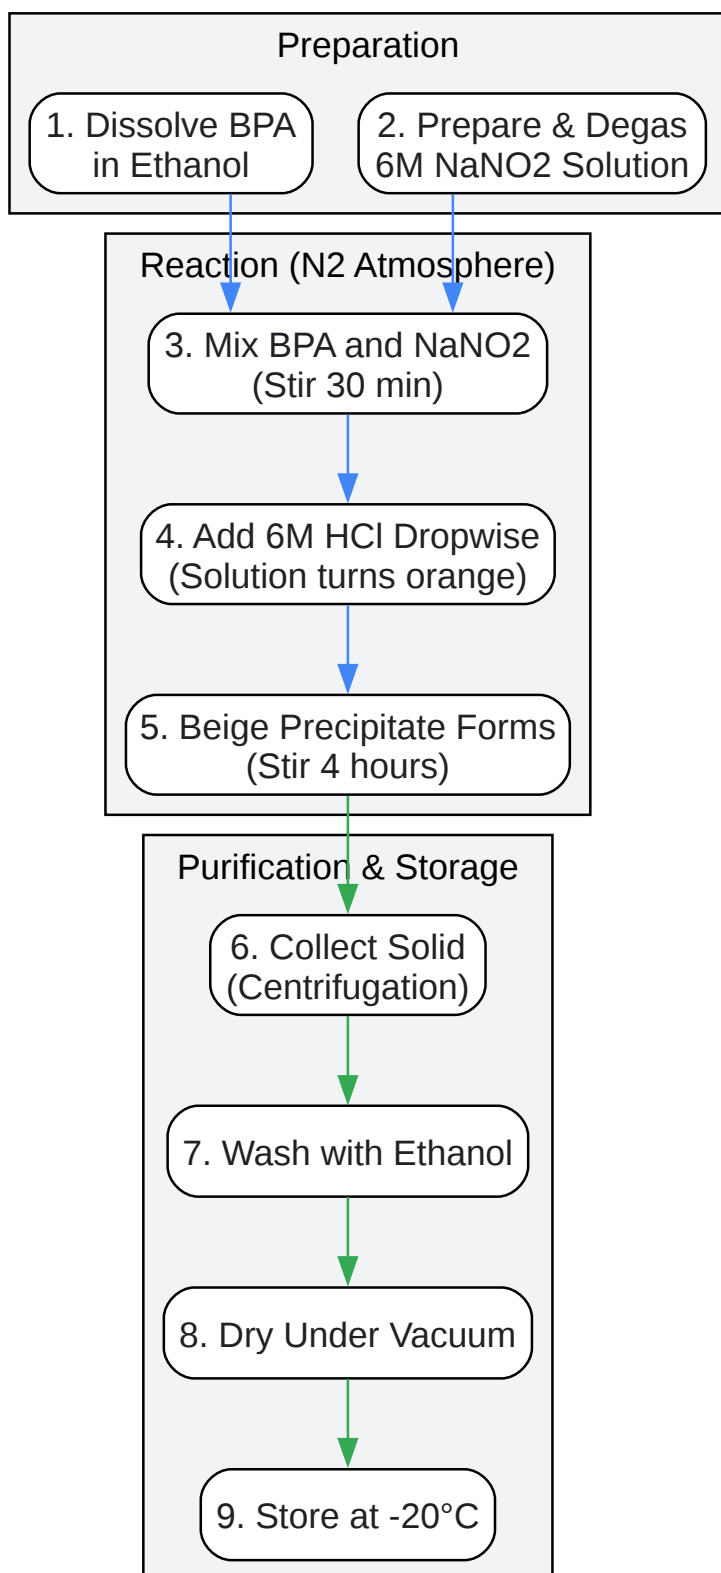 Preparation
1. Dissolve BPA
in Ethanol
2. Prepare & Degas
6M NaNO2 Solution
Reaction (N2 Atmosphere)
3. Mix BPA and NaNO2
(Stir 30 min)
4. Add 6M HCl Dropwise
(Solution turns orange)
5. Beige Precipitate Forms
(Stir 4 hours)
Purification & Storage
6. Collect Solid
(Centrifugation)
7. Wash with Ethanol
8. Dry Under Vacuum
9. Store at -20°C